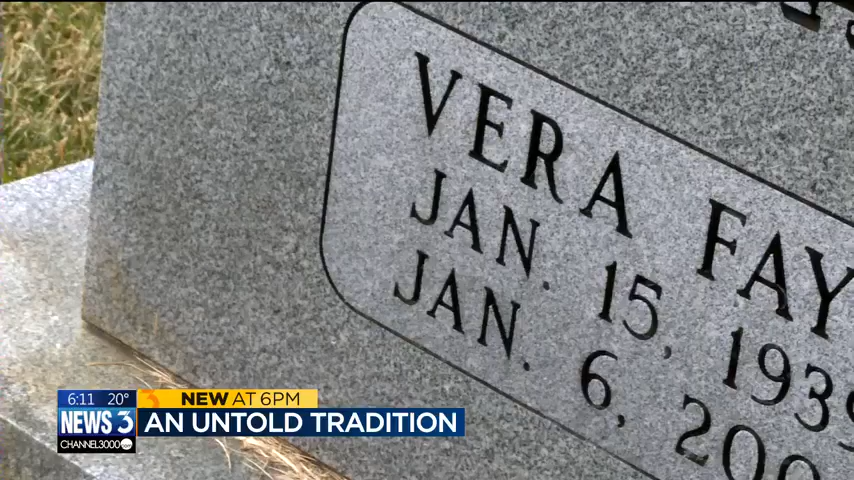 VERA FAY
JAN. 15, 1939
JAN. 6, 200
6:11 20°
NEW AT 6PM
NEWS 3
AN UNTOLD TRADITION
CHANNEL3000